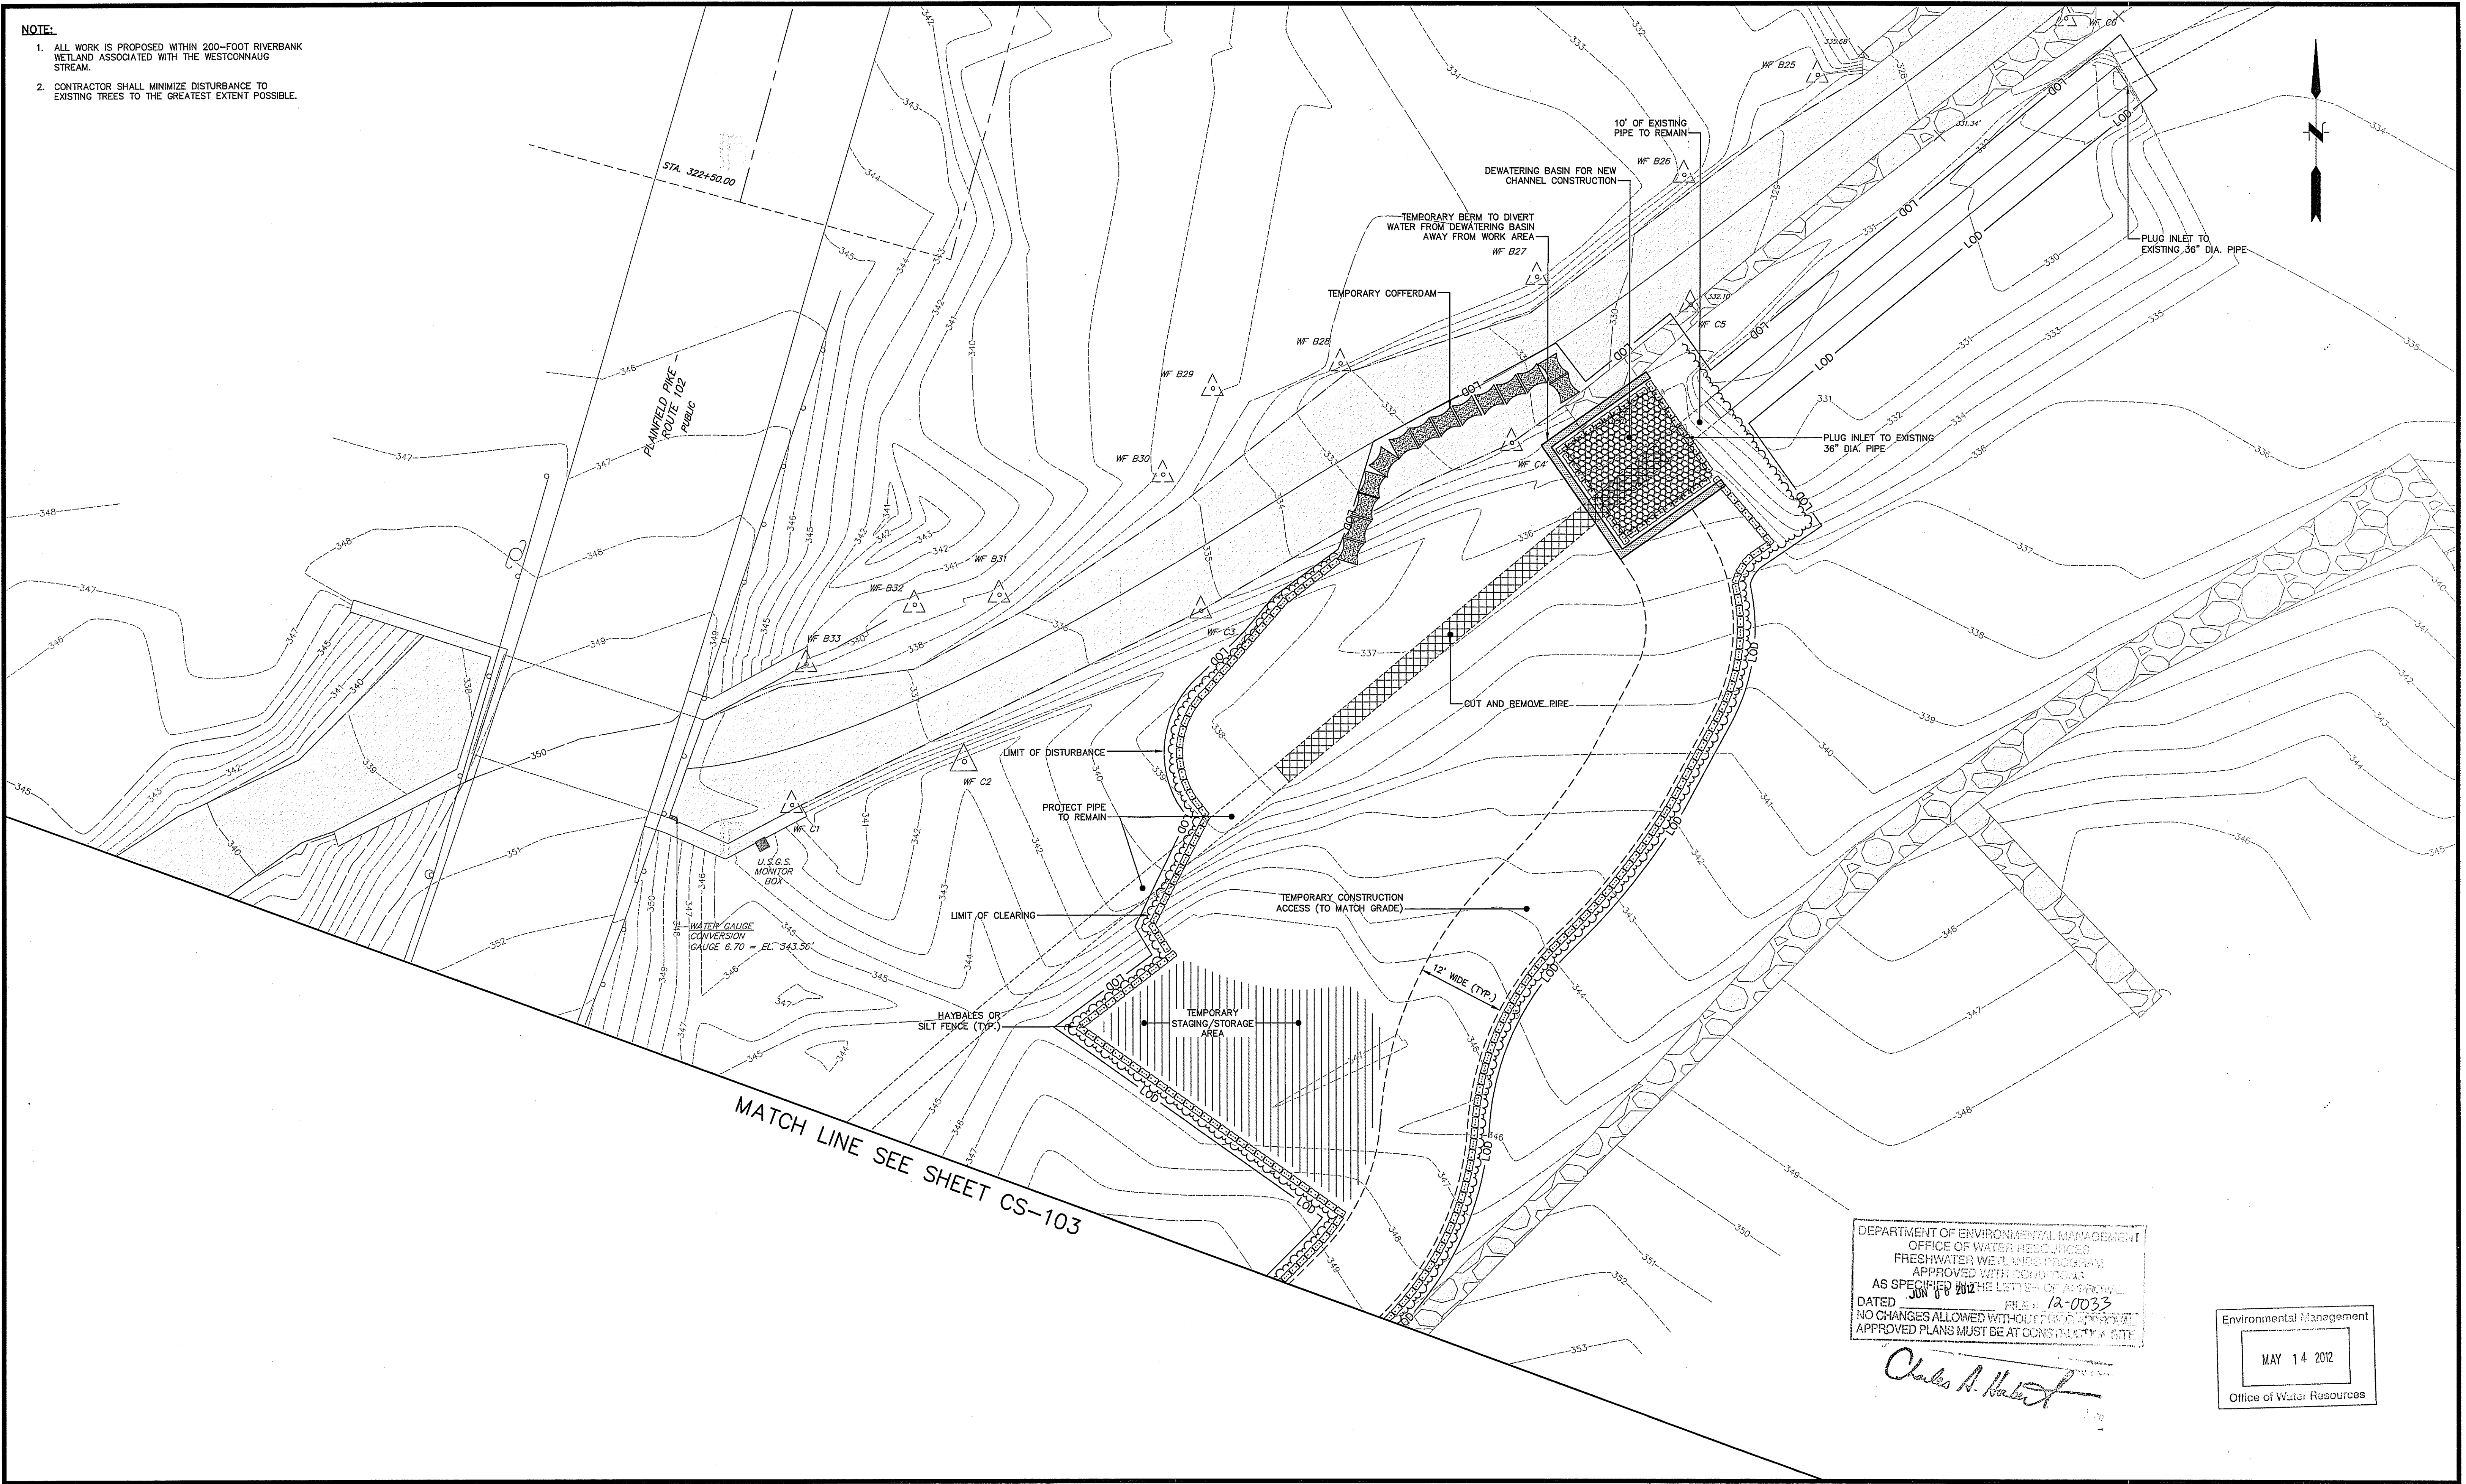 NOTE:
1. ALL WORK IS PROPOSED WITHIN 200-FOOT RIVERBANK
WETLAND ASSOCIATED WITH THE WESTCONNAUG
STREAM.
2. CONTRACTOR SHALL MINIMIZE DISTURBANCE TO
EXISTING TREES TO THE GREATEST EXTENT POSSIBLE.
STA. 322+50.00
PLAINFIELD PIKE
ROUTE 102
PUBLIC
WF C6
335.68'
WF B25
331.34'
10' OF EXISTING
PIPE TO REMAIN
WF B26
DEWATERING BASIN FOR NEW
CHANNEL CONSTRUCTION
TEMPORARY BERM TO DIVERT
WATER FROM DEWATERING BASIN
AWAY FROM WORK AREA
WF B27
PLUG INLET TO
EXISTING 36" DIA. PIPE
TEMPORARY COFFERDAM
332.10'
WF C5
WF B28
WF B29
WF B30
WF C4
PLUG INLET TO EXISTING
36" DIA. PIPE
WF B31
WF B32
WF B33
WF C3
CUT AND REMOVE PIPE
LIMIT OF DISTURBANCE
WF C2
PROTECT PIPE
TO REMAIN
WF C1
U.S.G.S.
MONITOR
BOX
LIMIT OF CLEARING
TEMPORARY CONSTRUCTION
ACCESS (TO MATCH GRADE)
WATER GAUGE
CONVERSION
GAUGE 6.70 = EL. 343.56'
12' WIDE (TYP.)
HAYBALES OR
SILT FENCE (TYP.)
TEMPORARY
STAGING/STORAGE
AREA
LOD
MATCH LINE SEE SHEET CS-103
DEPARTMENT OF ENVIRONMENTAL MANAGEMENT
OFFICE OF WATER RESOURCES
FRESHWATER WETLANDS PROGRAM
APPROVED WITH CONDITIONS
AS SPECIFIED IN THE LETTER OF APPROVAL
JUN 0 6 2012
DATED FILE # 12-0033
NO CHANGES ALLOWED WITHOUT PRIOR APPROVAL
APPROVED PLANS MUST BE AT CONSTRUCTION SITE
Charles A.
Environmental Management
MAY 14 2012
Office of Water Resources